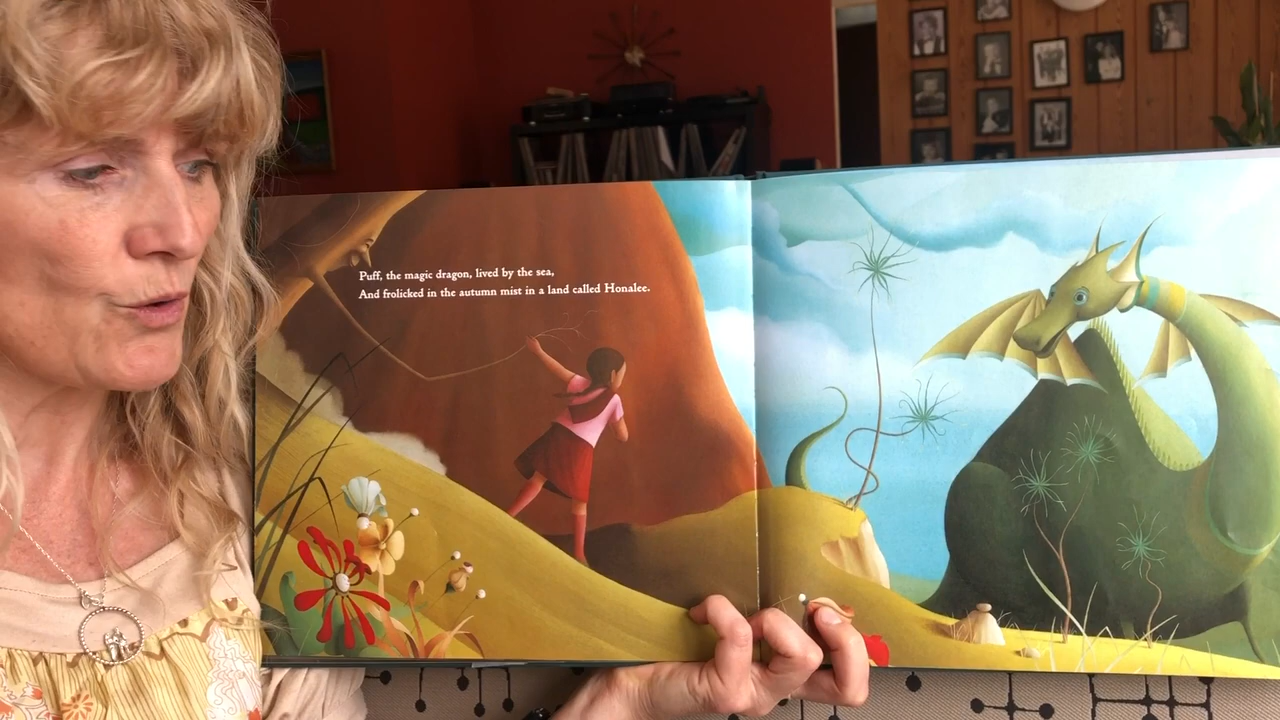 Puff, the magic dragon, lived by the sea,
And frolicked in the autumn mist in a land called Honalee.